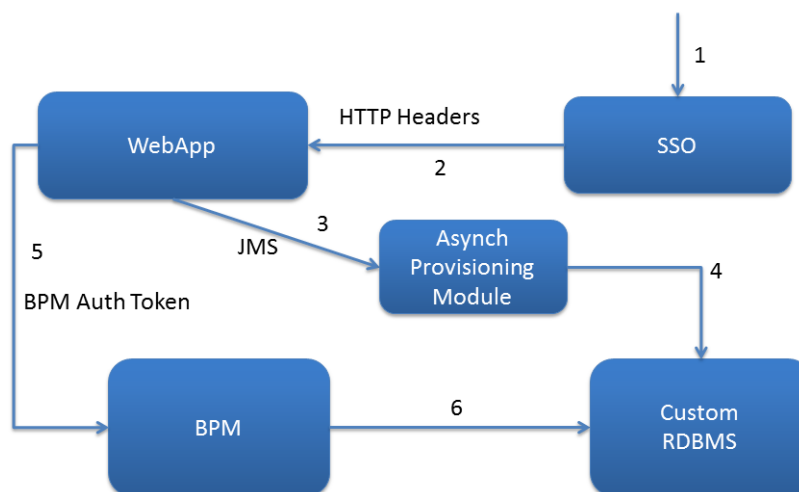 1
HTTP Headers
WebApp
SSO
2
3
Asynch
Provisioning
Module
JMS
5
4
BPM Auth Token
6
BPM
Custom
RDBMS